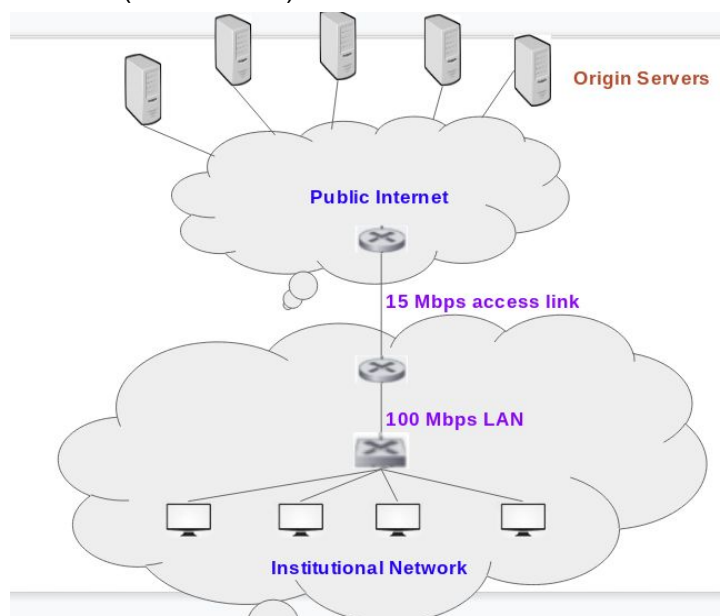 Origin Servers
Public Internet
15 Mbps access link
100 Mbps LAN
Institutional Network